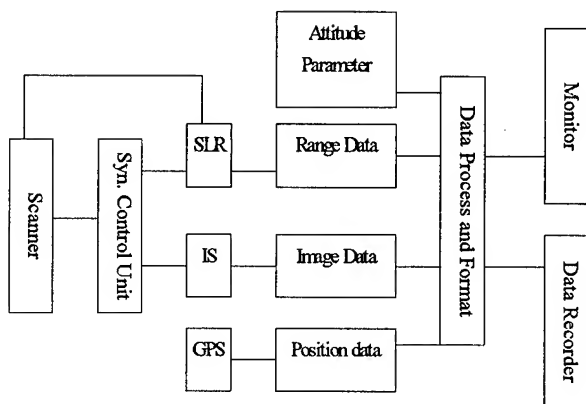 Attitude
Parameter
SLR
Range Data
Scanner
Syn. Control Unit
IS
Image Data
GPS
Position data
Data Process and Format
Monitor
Data Recorder